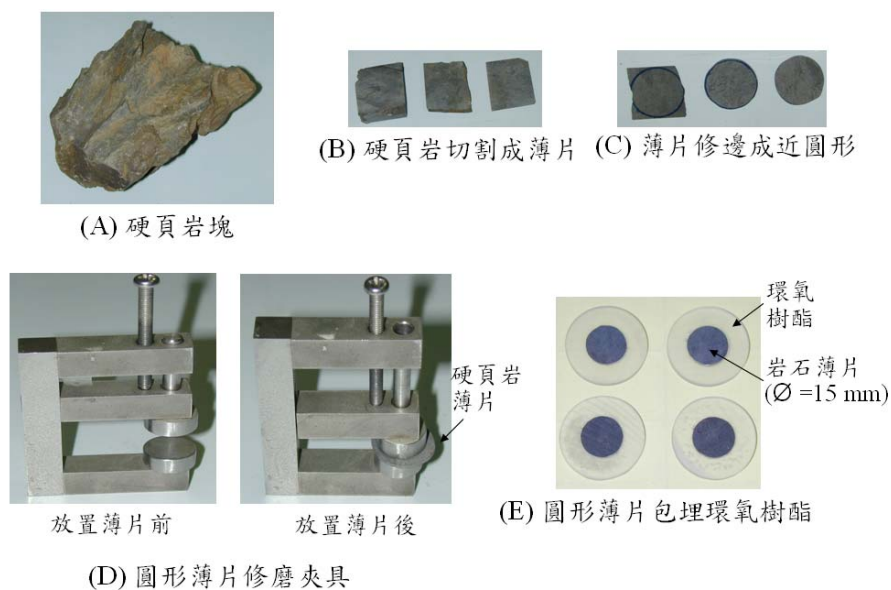 (A) 硬頁岩塊
(B) 硬頁岩切割成薄片
(C) 薄片修邊成近圓形
硬頁岩
薄片
放置薄片前
放置薄片後
(D) 圓形薄片修磨夾具
環氧
樹酯
岩石薄片
(Ø =15 mm)
(E) 圓形薄片包埋環氧樹酯